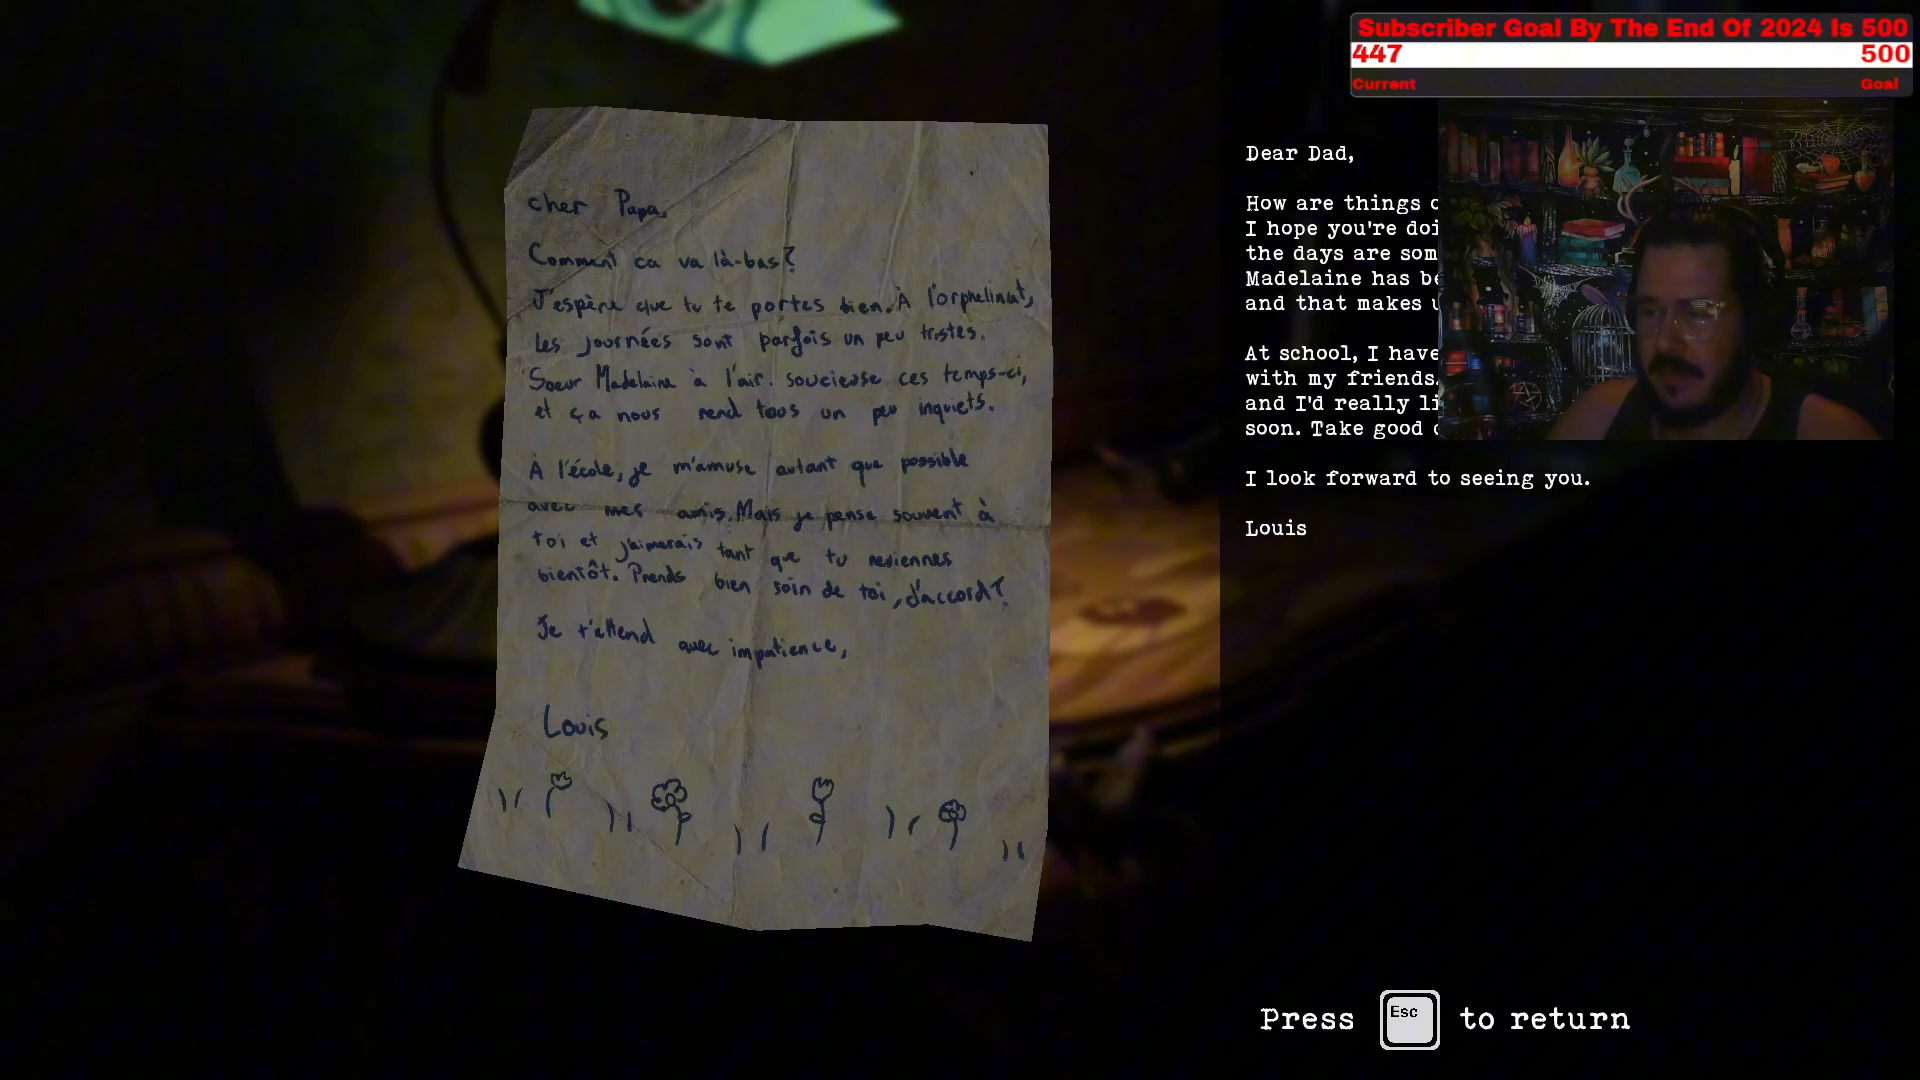 Subscriber Goal By The End Of 2024 Is 500
447 500
Current Goal
cher Papa,
Comment ca va là-bas?
J'espère que tu te portes bien. À l'orphelinat,
les journées sont parfois un peu tristes.
Soeur Madelaine à l'air. soucieuse ces temps-ci,
et ça nous rend tous un peu inquiets.
À l'école, je m'amuse autant que possible
avec mes amis. Mais je pense souvent à
toi et j'aimerais tant que tu reviennes
bientôt. Prends bien soin de toi, d'accord?
Je t'attend avec impatience,
Louis
Dear Dad,
How are things
I hope you're doi
the days are som
Madelaine has be
and that makes
At school, I have
with my friends.
and I'd really li
soon. Take good
I look forward to seeing you.
Louis
Press Esc to return